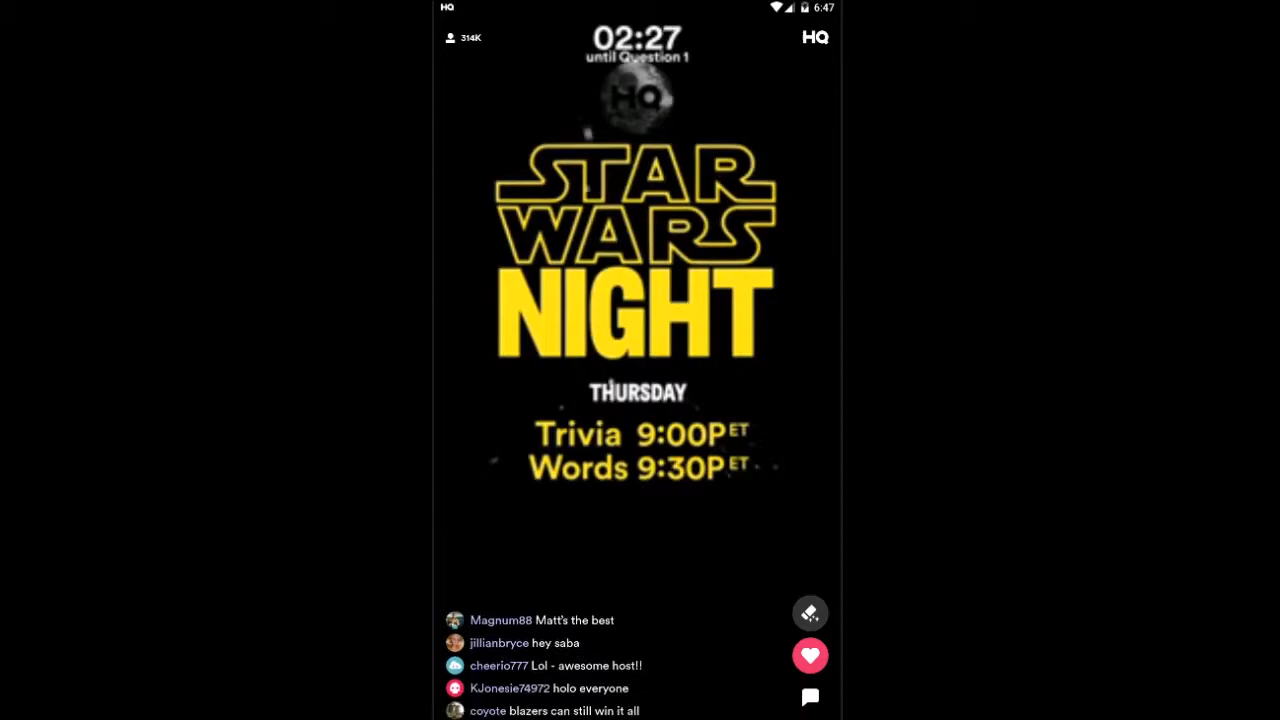 HQ
6:47
314K
02:27
until Question 1
HQ
HQ
STAR
WARS
NIGHT
THURSDAY
Trivia 9:00P ET
Words 9:30P ET
Magnum88 Matt's the best
jillianbryce hey saba
cheerio777 Lol - awesome host!!
KJonesie74972 holo everyone
coyote blazers can still win it all